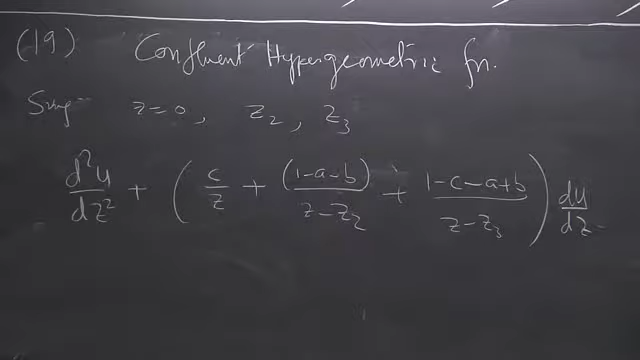 (19) Confluent Hypergeometric fn.
Sing z=0, z₂, z₃
d²u/dz² + (c/z + (1-a-b)/(z-z₂) + (1-c-a+b)/(z-z₃)) du/dz